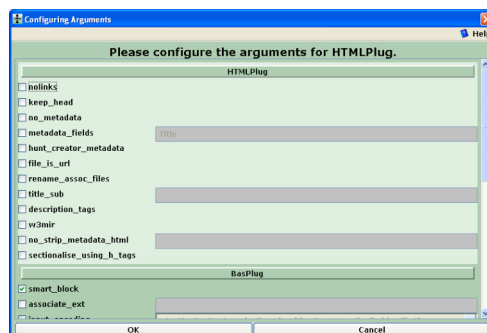 Configuring Arguments
Help
Please configure the arguments for HTMLPlug.
HTMLPlug
nolinks
keep_head
no_metadata
metadata_fields
Title
hunt_creator_metadata
file_is_url
rename_assoc_files
title_sub
description_tags
w3mir
no_strip_metadata_html
sectionalise_using_h_tags
BasPlug
smart_block
associate_ext
input_encoding
OK
Cancel